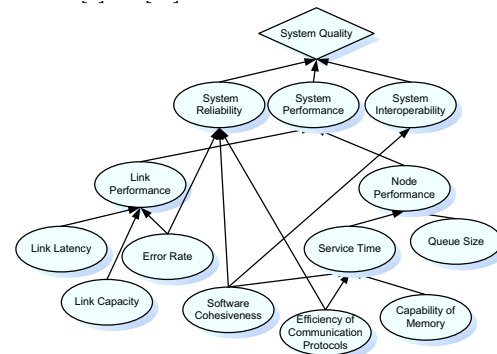 System Quality
System
Reliability
System
Performance
System
Interoperability
Link
Performance
Node
Performance
Link Latency
Error Rate
Service Time
Queue Size
Link Capacity
Software
Cohesiveness
Efficiency of
Communication
Protocols
Capability of
Memory